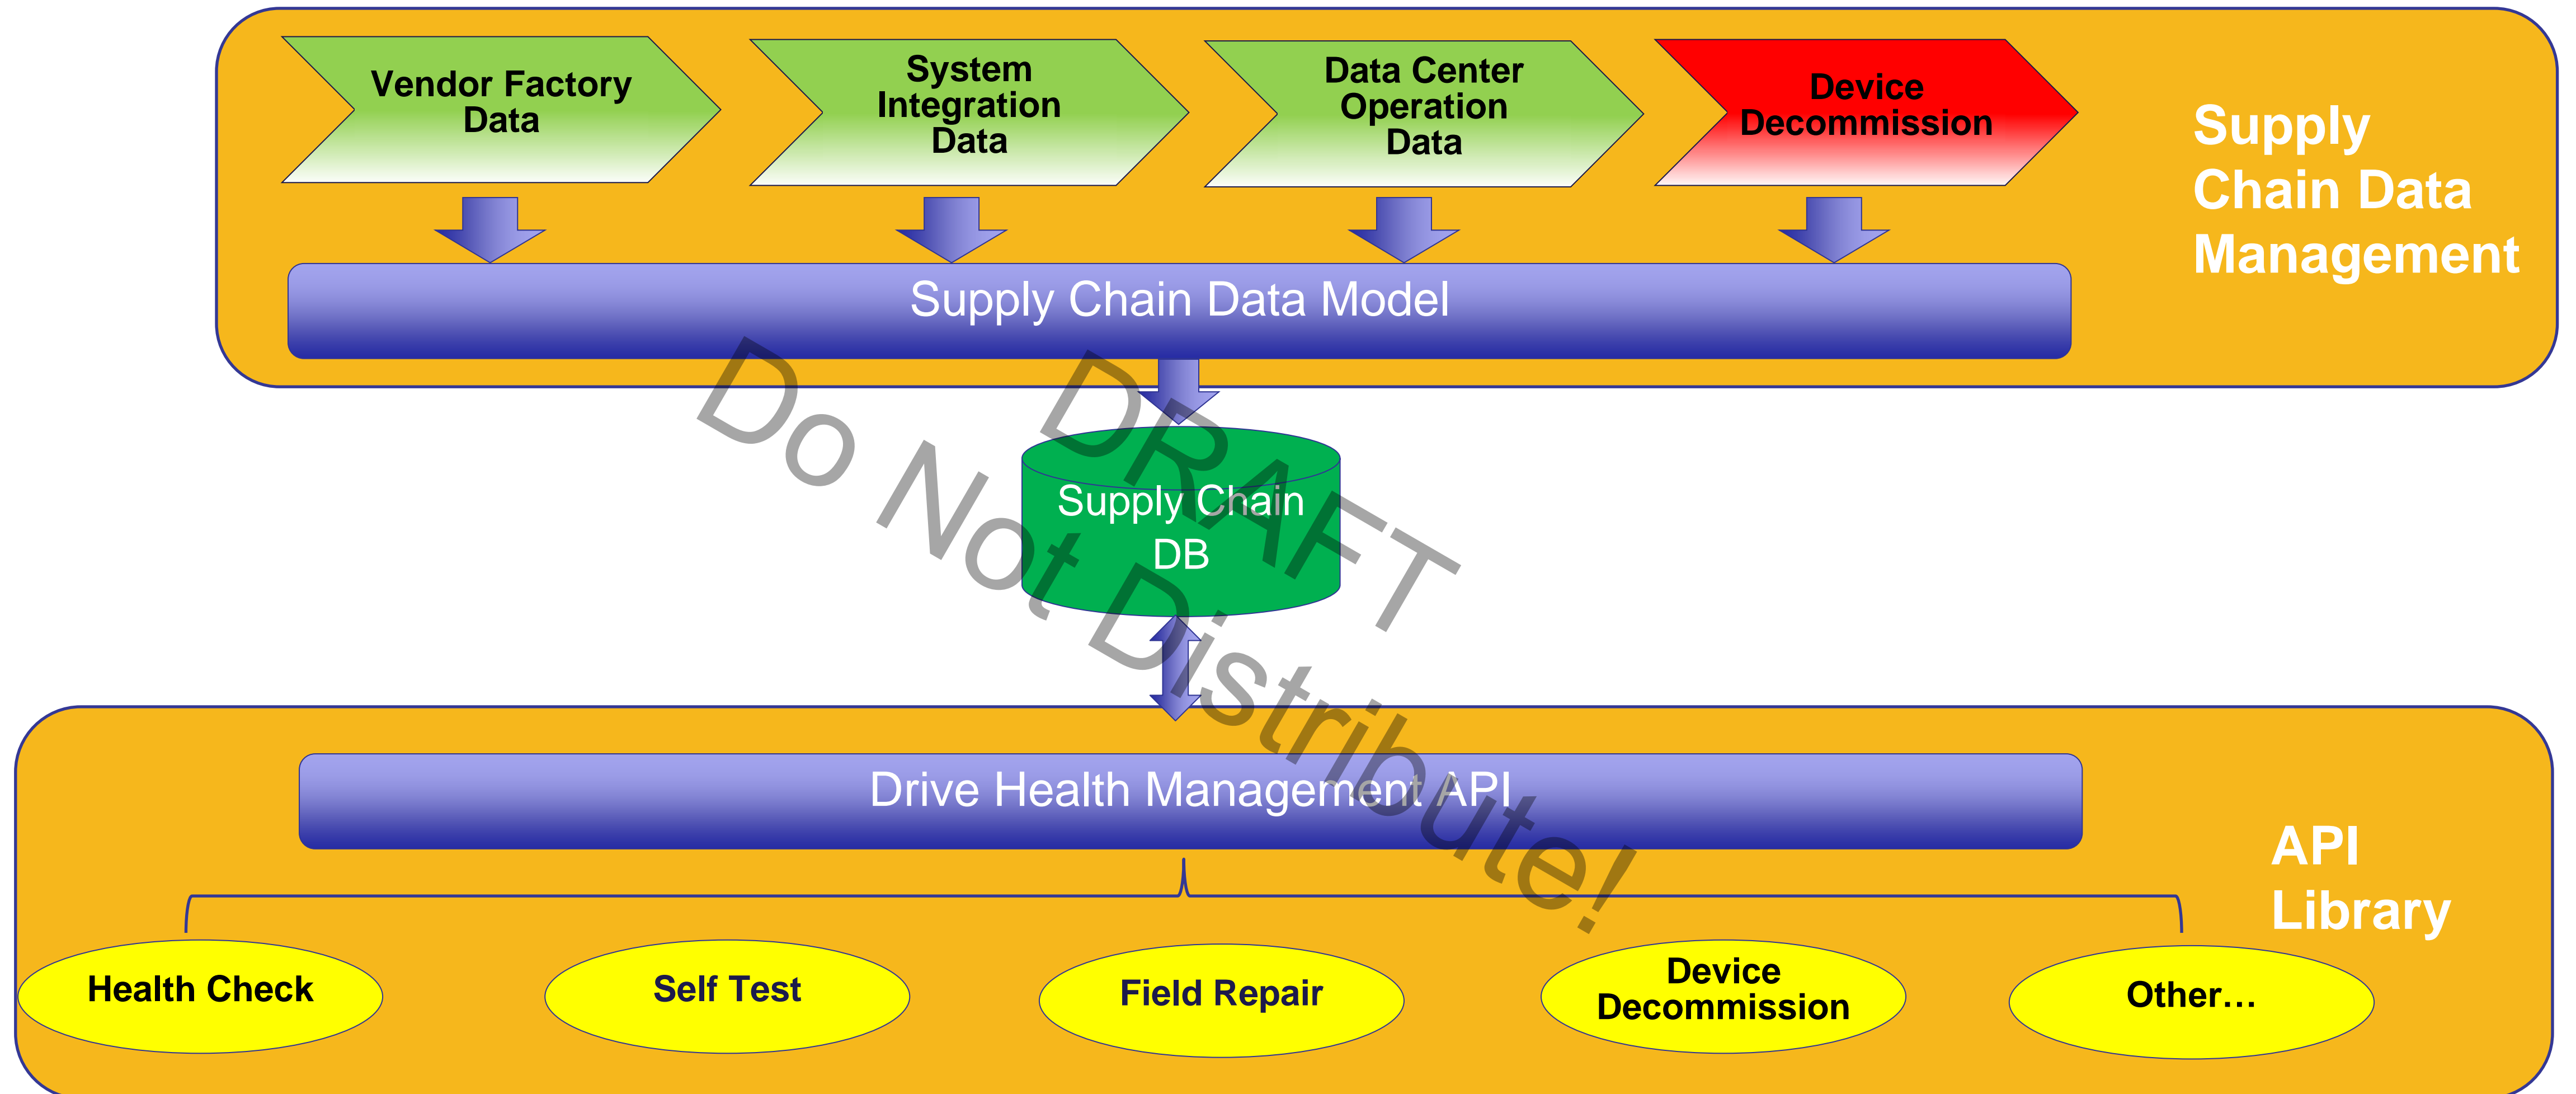 Vendor Factory
Data
System
Integration
Data
Data Center
Operation
Data
Device
Decommission
Supply
Chain Data
Management
Supply Chain Data Model
Supply Chain
DB
DRAFT
Do Not Distribute!
Drive Health Management API
API
Library
Health Check
Self Test
Field Repair
Device
Decommission
Other…